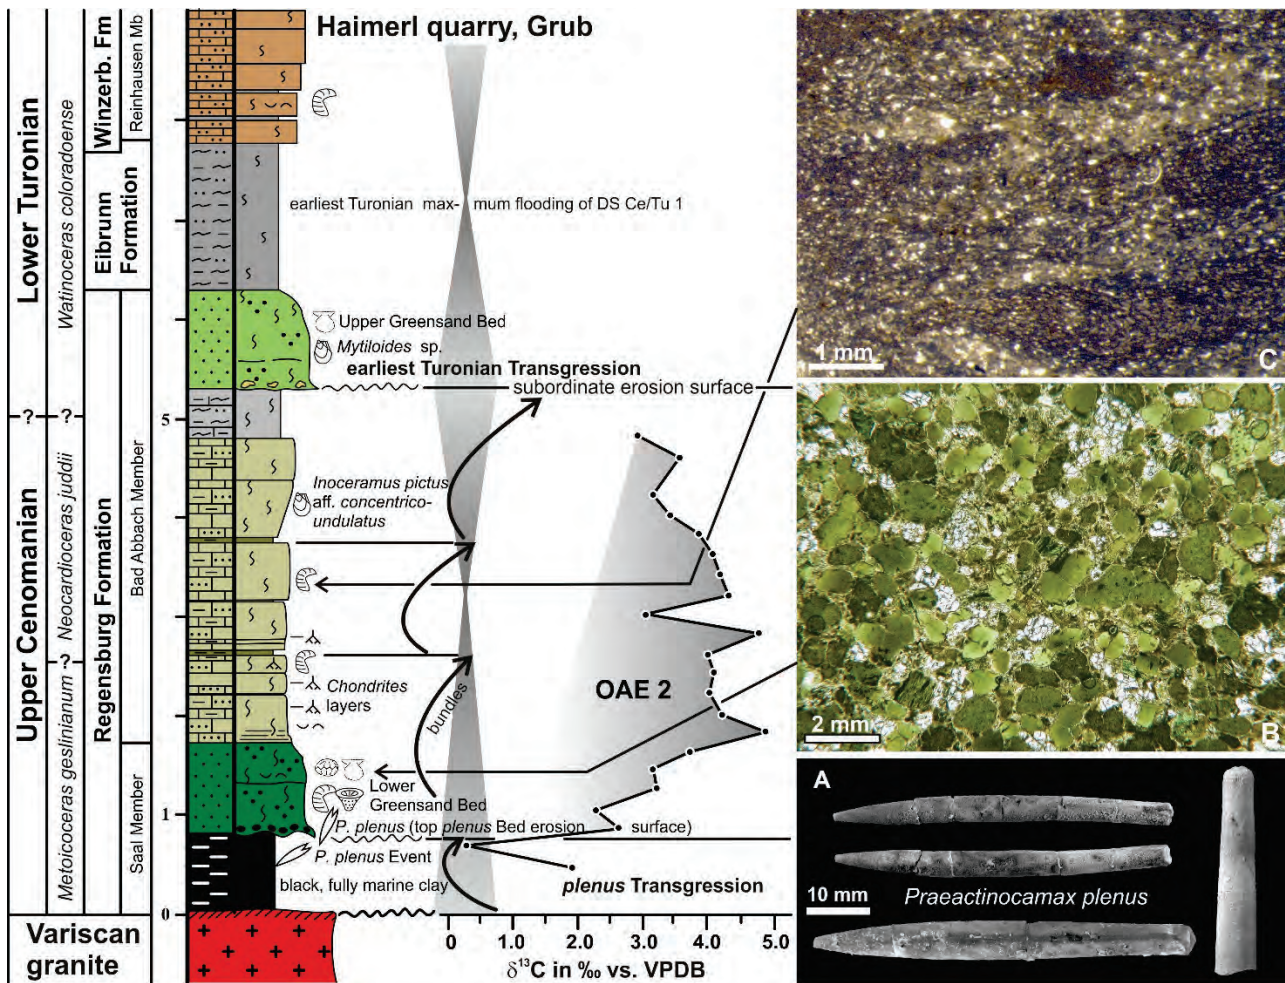 Haimerl quarry, Grub
Lower Turonian
Watinoceras coloradoense
Winzerb. Fm
Reinhausen Mb
Eibrunn
Formation
earliest Turonian max- mum flooding of DS Ce/Tu 1
Upper Greensand Bed
Mytiloides sp.
earliest Turonian Transgression
subordinate erosion surface
-?- -?-
5
Upper Cenomanian
Metoicoceras geslinianum ? Neocardioceras juddii
Regensburg Formation
Bad Abbach Member
Saal Member
Inoceramus pictus
aff. concentrico-
undulatus
Chondrites
layers
bundles
OAE 2
Lower
Greensand Bed
1
P. plenus (top plenus Bed erosion surface)
P. plenus Event
black, fully marine clay
plenus Transgression
0
Variscan
granite
0 1.0 2.0 3.0 4.0 5.0
δ13C in ‰ vs. VPDB
1 mm
C
2 mm
B
A
10 mm
Praeactinocamax plenus